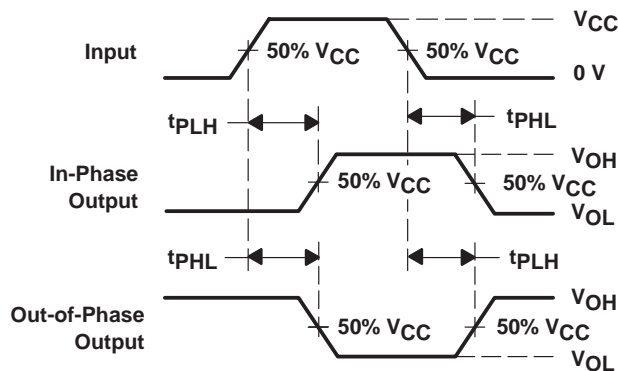 VCC
Input
50% VCC
50% VCC
0 V
tPLH
tPHL
In-Phase
Output
50% VCC
VOH
50% VCC
VOL
tPHL
tPLH
Out-of-Phase
Output
50% VCC
VOH
50% VCC
VOL